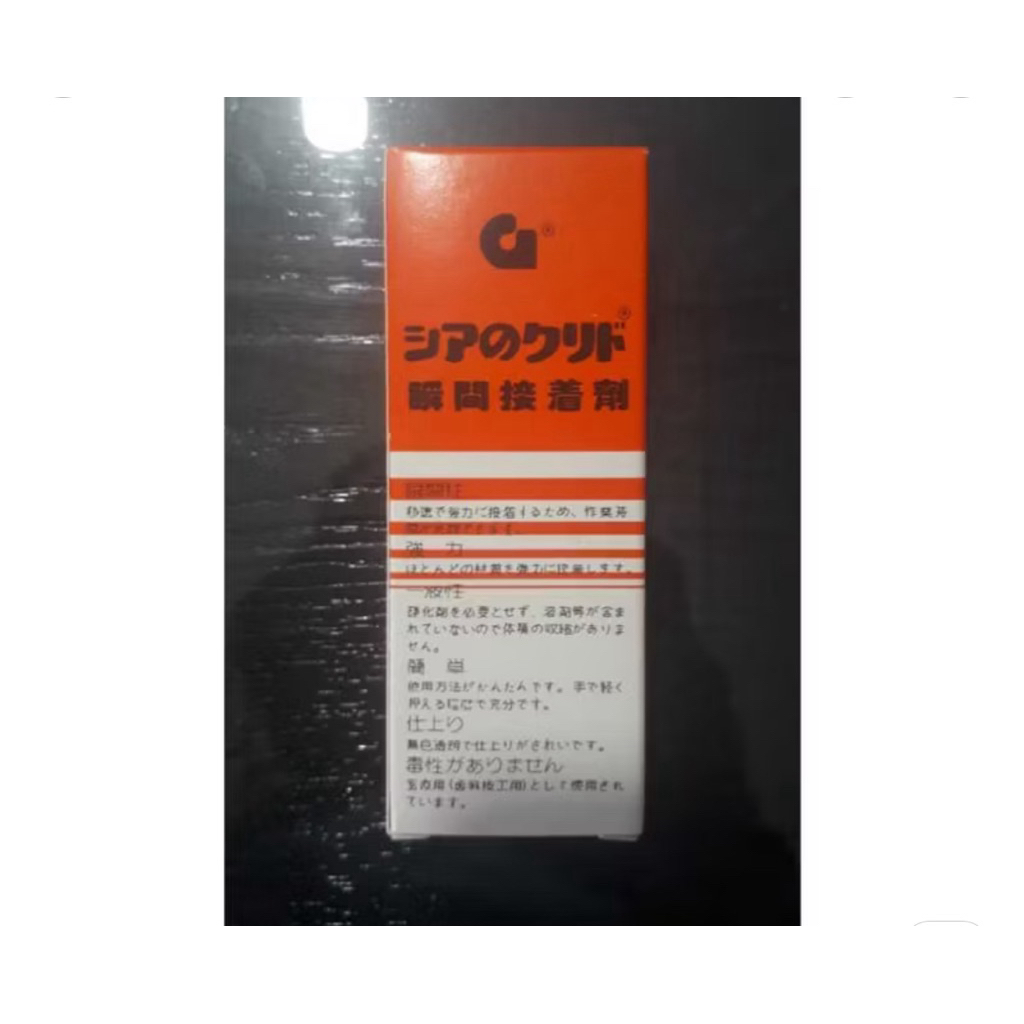 シアのクリド®
瞬間接着剤
秒速で強力に接着するため、作業時
強 力
ほとんどの材質を強力に接着します。
一液性
硬化剤を必要とせず、溶剤等が含ま
れていないので体積の収縮がありま
せん。
簡 単
使用方法がかんたんです。手で軽く
押える程度で充分です。
仕上り
無色透明で仕上りがきれいです。
毒性がありません
医療用(歯科技工用)として使用され
ています。